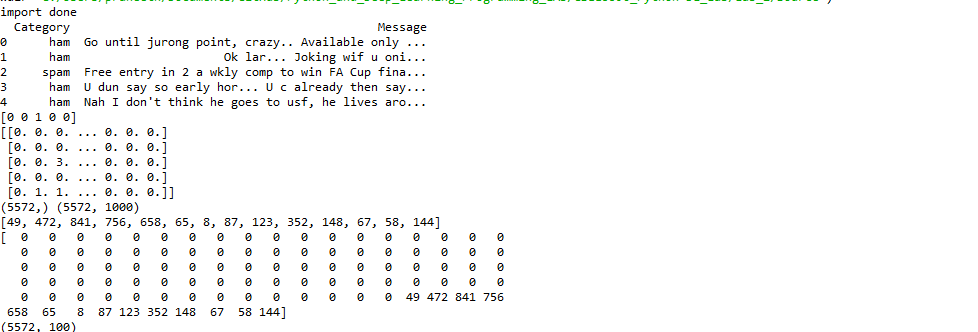 import done
  Category                                            Message
0      ham  Go until jurong point, crazy.. Available only ...
1      ham                      Ok lar... Joking wif u oni...
2     spam  Free entry in 2 a wkly comp to win FA Cup fina...
3      ham  U dun say so early hor... U c already then say...
4      ham  Nah I don't think he goes to usf, he lives aro...
[0 0 1 0 0]
[[0. 0. 0. ... 0. 0. 0.]
 [0. 0. 0. ... 0. 0. 0.]
 [0. 0. 3. ... 0. 0. 0.]
 [0. 0. 0. ... 0. 0. 0.]
 [0. 1. 1. ... 0. 0. 0.]]
(5572,) (5572, 1000)
[49, 472, 841, 756, 658, 65, 8, 87, 123, 352, 148, 67, 58, 144]
[  0   0   0   0   0   0   0   0   0   0   0   0   0   0   0   0   0   0
   0   0   0   0   0   0   0   0   0   0   0   0   0   0   0   0   0   0
   0   0   0   0   0   0   0   0   0   0   0   0   0   0   0   0   0   0
   0   0   0   0   0   0   0   0   0   0   0   0   0   0   0   0   0   0
   0   0   0   0   0   0   0   0   0   0   0   0   0   0  49 472 841 756
 658  65   8  87 123 352 148  67  58 144]
(5572, 100)